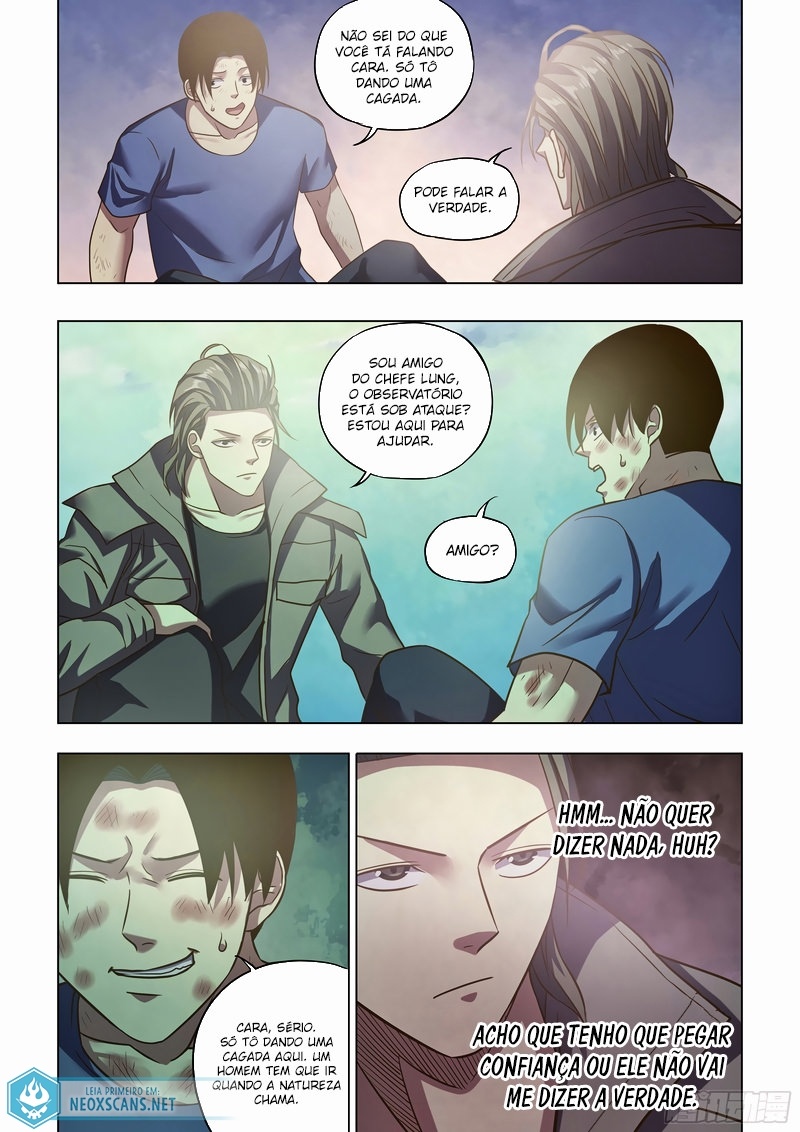 NÃO SEI DO QUE
VOCÊ TÁ FALANDO
CARA. SÓ TÔ
DANDO UMA
CAGADA.
PODE FALAR A
VERDADE.
SOU AMIGO
DO CHEFE LUNG,
O OBSERVATÓRIO
ESTÁ SOB ATAQUE?
ESTOU AQUI PARA
AJUDAR.
AMIGO?
HMM... NÃO QUER
DIZER NADA, HUH?
CARA, SÉRIO.
SÓ TÔ DANDO UMA
CAGADA AQUI. UM
HOMEM TEM QUE IR
QUANDO A NATUREZA
CHAMA.
ACHO QUE TENHO QUE PEGAR
CONFIANÇA OU ELE NÃO VAI
ME DIZER A VERDADE.
LEIA PRIMEIRO EM:
NEOXSCANS.NET